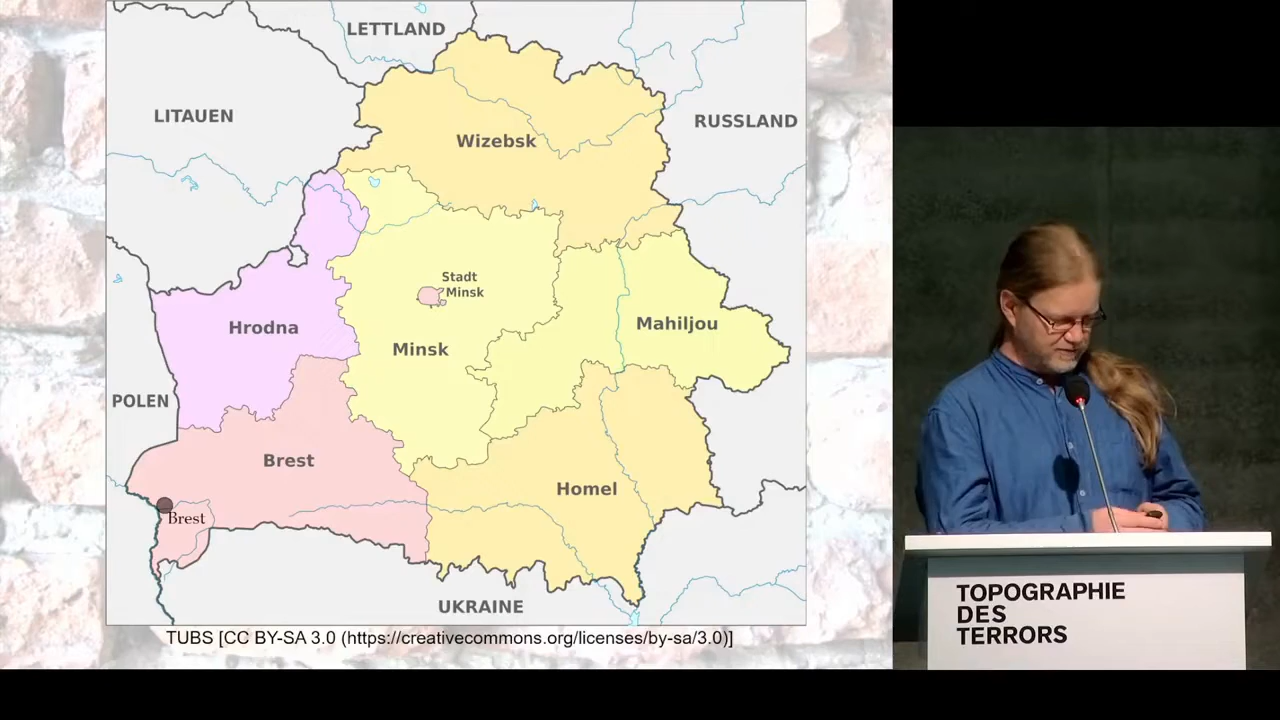 LETTLAND
LITAUEN
RUSSLAND
Wizebsk
Stadt
Minsk
Hrodna
Mahiljou
Minsk
POLEN
Brest
Homel
Brest
UKRAINE
TUBS [CC BY-SA 3.0 (https://creativecommons.org/licenses/by-sa/3.0)]
TOPOGRAPHIE
DES
TERRORS